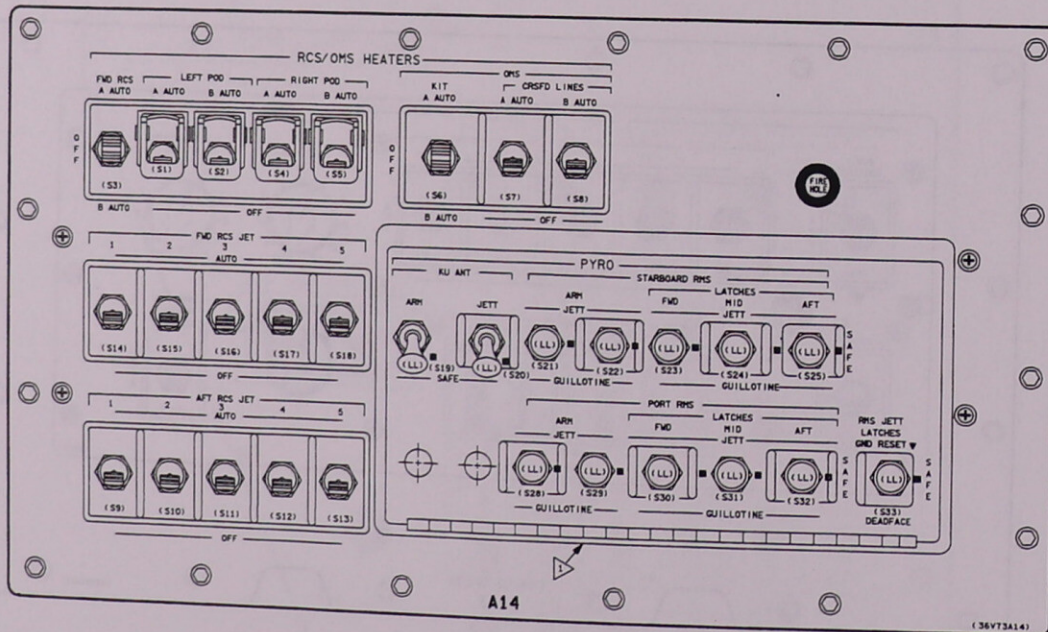 RCS/OMS HEATERS
FWD RCS
A AUTO
LEFT POD
A AUTO B AUTO
RIGHT POD
A AUTO B AUTO
OFF
(S3) (S1) (S2) (S4) (S5)
B AUTO
OFF
OMS
KIT
A AUTO
CRSFD LINES
A AUTO B AUTO
OFF
(S6) (S7) (S8)
B AUTO
OFF
FIRE HOLE
FWD RCS JET
1 2 3 4 5
AUTO
(S14) (S15) (S16) (S17) (S18)
OFF
AFT RCS JET
1 2 3 4 5
AUTO
(S9) (S10) (S11) (S12) (S13)
OFF
PYRO
KU ANT
ARM JETT
(LL) (S19) (LL) (S20)
SAFE
STARBOARD RMS
ARM
JETT
LATCHES
FWD MID AFT
JETT
(LL) (LL) (LL) (LL) (LL)
(S21) (S22) (S23) (S24) (S25)
SAFE
GUILLOTINE GUILLOTINE
PORT RMS
ARM
JETT
LATCHES
FWD MID AFT
JETT
(LL) (LL) (LL) (LL) (LL)
(S28) (S29) (S30) (S31) (S32)
SAFE
GUILLOTINE GUILLOTINE
RMS JETT
LATCHES
GND RESET
(LL)
(S33)
SAFE
DEADFACE
1
A14
(36V73A14)